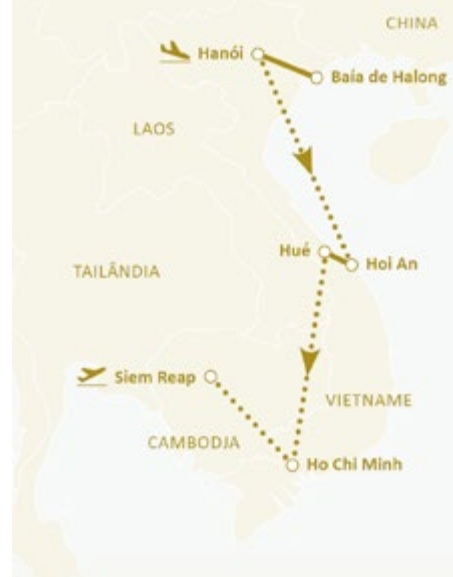 CHINA
Hanói
Baía de Halong
LAOS
Hué
Hoi An
TAILÂNDIA
Siem Reap
VIETNAME
CAMBODJA
Ho Chi Minh